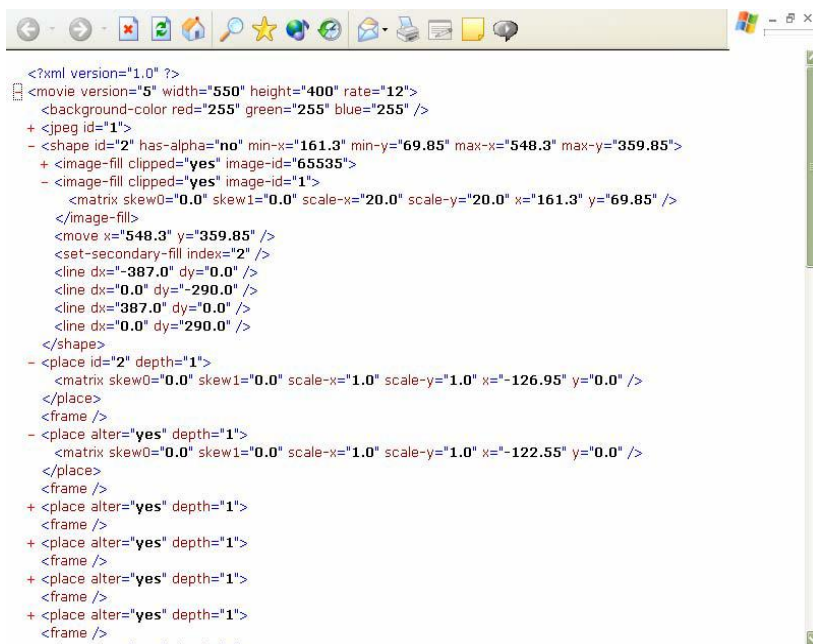 <?xml version="1.0" ?>
- <movie version="5" width="550" height="400" rate="12">
<background-color red="255" green="255" blue="255" />
+ <jpeg id="1">
- <shape id="2" has-alpha="no" min-x="161.3" min-y="69.85" max-x="548.3" max-y="359.85">
+ <image-fill clipped="yes" image-id="65535">
- <image-fill clipped="yes" image-id="1">
<matrix skew0="0.0" skew1="0.0" scale-x="20.0" scale-y="20.0" x="161.3" y="69.85" />
</image-fill>
<move x="548.3" y="359.85" />
<set-secondary-fill index="2" />
<line dx="-387.0" dy="0.0" />
<line dx="0.0" dy="-290.0" />
<line dx="387.0" dy="0.0" />
<line dx="0.0" dy="290.0" />
</shape>
- <place id="2" depth="1">
<matrix skew0="0.0" skew1="0.0" scale-x="1.0" scale-y="1.0" x="-126.95" y="0.0" />
</place>
<frame />
- <place alter="yes" depth="1">
<matrix skew0="0.0" skew1="0.0" scale-x="1.0" scale-y="1.0" x="-122.55" y="0.0" />
</place>
<frame />
+ <place alter="yes" depth="1">
<frame />
+ <place alter="yes" depth="1">
<frame />
+ <place alter="yes" depth="1">
<frame />
+ <place alter="yes" depth="1">
<frame />